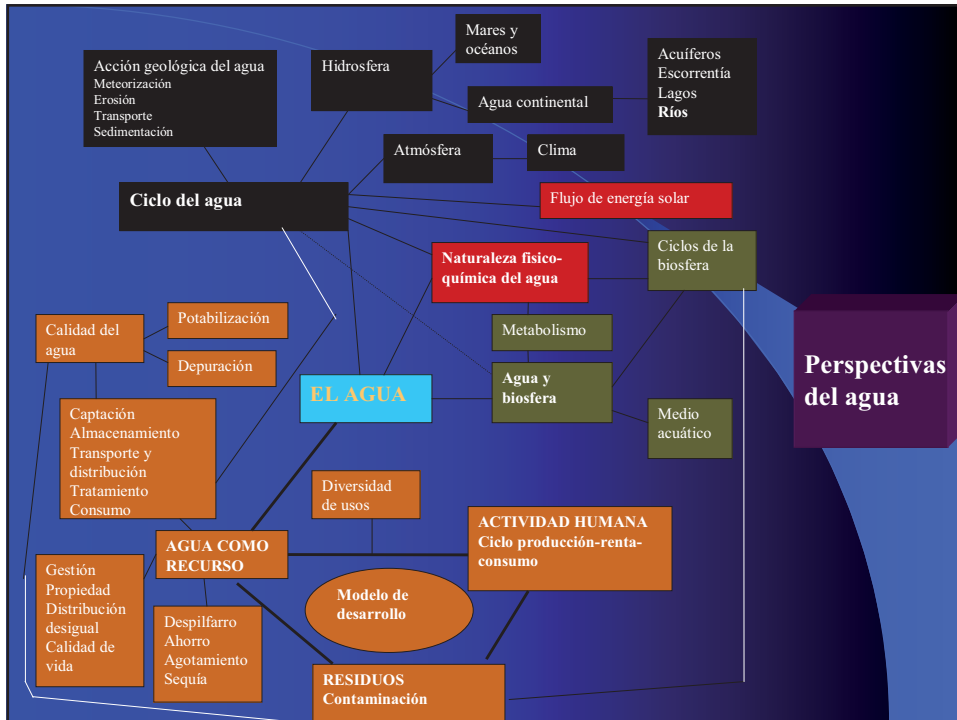 Mares y
océanos
Acción geológica del agua
Meteorización
Erosión
Transporte
Sedimentación
Hidrosfera
Acuíferos
Escorrentía
Lagos
Ríos
Agua continental
Atmósfera
Clima
Ciclo del agua
Flujo de energía solar
Naturaleza fisico-
química del agua
Ciclos de la
biosfera
Potabilización
Calidad del
agua
Metabolismo
Depuración
Perspectivas
del agua
EL AGUA
Agua y
biosfera
Captación
Almacenamiento
Transporte y
distribución
Tratamiento
Consumo
Medio
acuático
Diversidad
de usos
AGUA COMO
RECURSO
ACTIVIDAD HUMANA
Ciclo producción-renta-
consumo
Gestión
Propiedad
Distribución
desigual
Calidad de
vida
Modelo de
desarrollo
Despilfarro
Ahorro
Agotamiento
Sequía
RESIDUOS
Contaminación